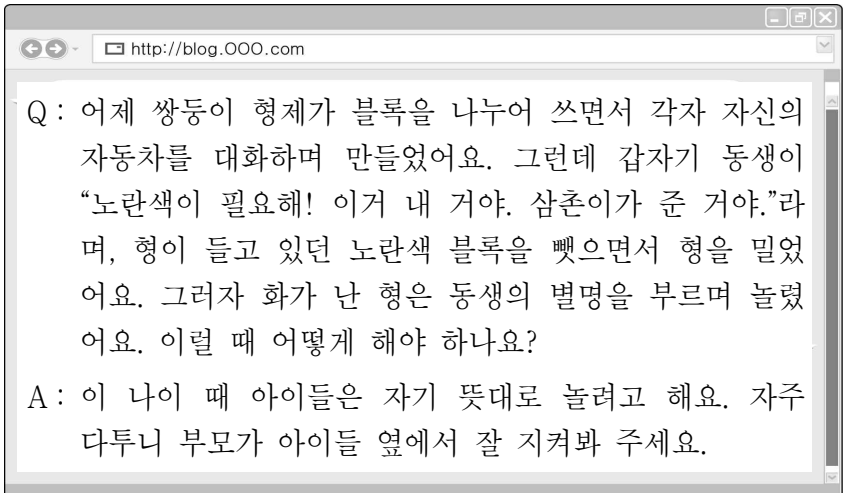 http://blog.OOO.com
Q : 어제 쌍둥이 형제가 블록을 나누어 쓰면서 각자 자신의
자동차를 대화하며 만들었어요. 그런데 갑자기 동생이
“노란색이 필요해! 이거 내 거야. 삼촌이가 준 거야.”라
며, 형이 들고 있던 노란색 블록을 뺏으면서 형을 밀었
어요. 그러자 화가 난 형은 동생의 별명을 부르며 놀렸
어요. 이럴 때 어떻게 해야 하나요?
A : 이 나이 때 아이들은 자기 뜻대로 놀려고 해요. 자주
다투니 부모가 아이들 옆에서 잘 지켜봐 주세요.